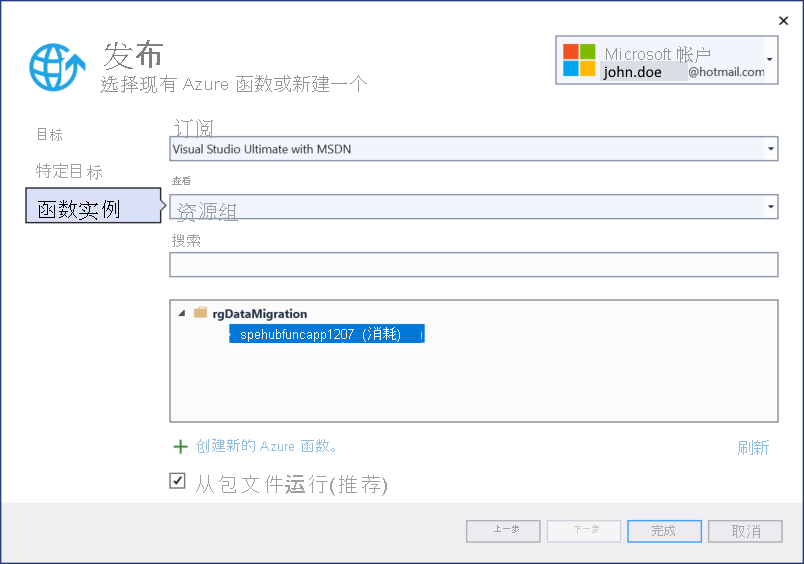 发布
选择现有 Azure 函数或新建一个
Microsoft 帐户
john.doe @hotmail.com
目标
特定目标
函数实例
订阅
Visual Studio Ultimate with MSDN
查看
资源组
搜索
rgDataMigration
spehubfuncapp1207 (消耗)
创建新的 Azure 函数。
刷新
从包文件运行(推荐)
上一步
下一步
完成
取消